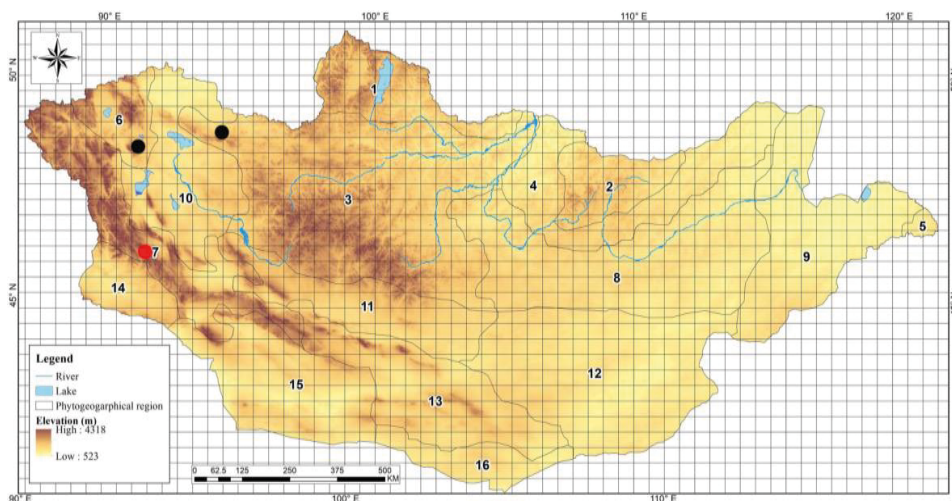 90° E 100° E 110° E 120° E
N
W E
S
50° N
1
6
4
2
3
10
5
7
9
14
8
11
45° N
Legend
River
Lake
Phytogeogarphical region
Elevation (m)
High : 4318
Low : 523
12
15
13
16
0 62.5 125 250 375 500
KM
90° E 100° E 110° E